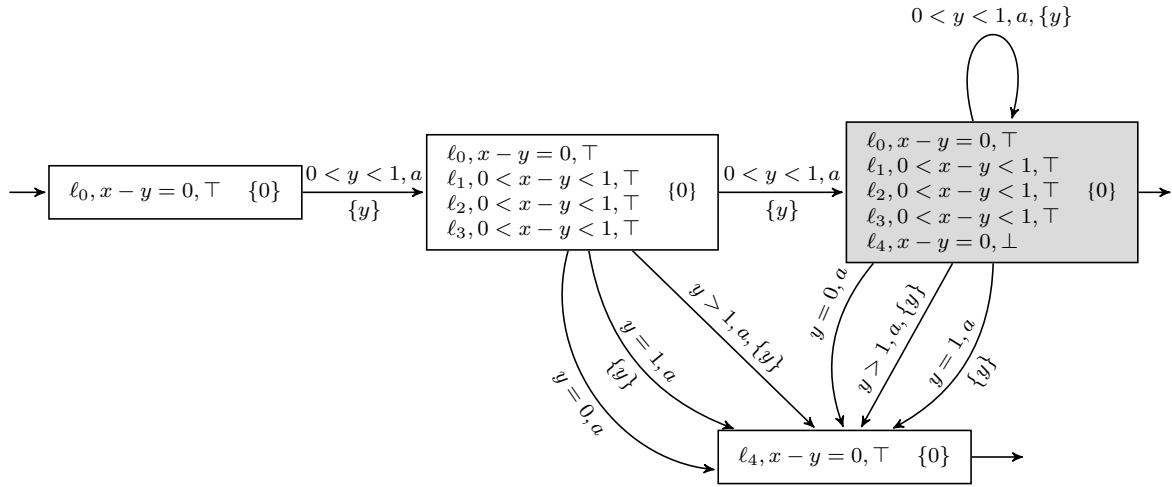 0 < y < 1, a, {y}
ℓ₀, x − y = 0, ⊤ {0}
0 < y < 1, a
{y}
ℓ₀, x − y = 0, ⊤
ℓ₁, 0 < x − y < 1, ⊤
ℓ₂, 0 < x − y < 1, ⊤
ℓ₃, 0 < x − y < 1, ⊤
{0}
0 < y < 1, a
{y}
ℓ₀, x − y = 0, ⊤
ℓ₁, 0 < x − y < 1, ⊤
ℓ₂, 0 < x − y < 1, ⊤
ℓ₃, 0 < x − y < 1, ⊤
ℓ₄, x − y = 0, ⊥
{0}
y = 0, a
y = 1, a
{y}
y > 1, a, {y}
y = 0, a
y > 1, a, {y}
y = 1, a
{y}
ℓ₄, x − y = 0, ⊤ {0}